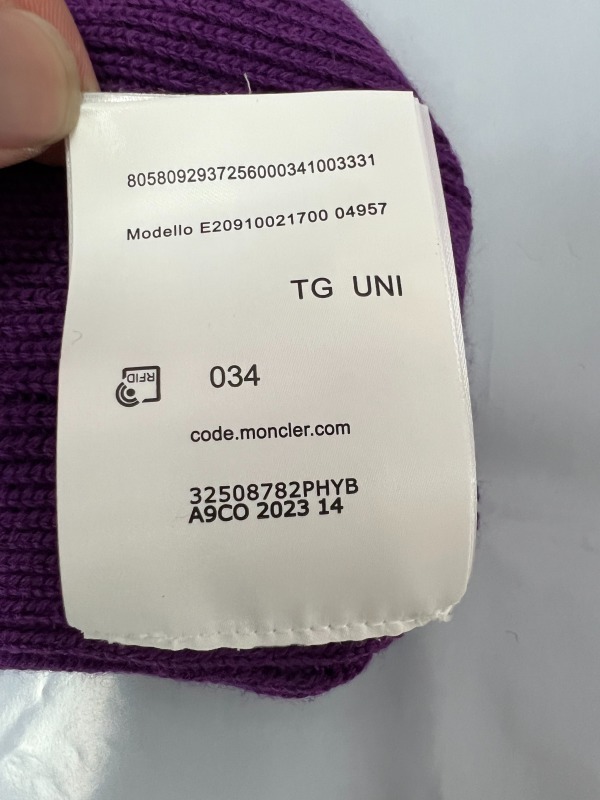 8058092937256000341003331
Modello E20910021700 04957
TG UNI
RFID
034
code.moncler.com
32508782PHYB
A9CO 2023 14